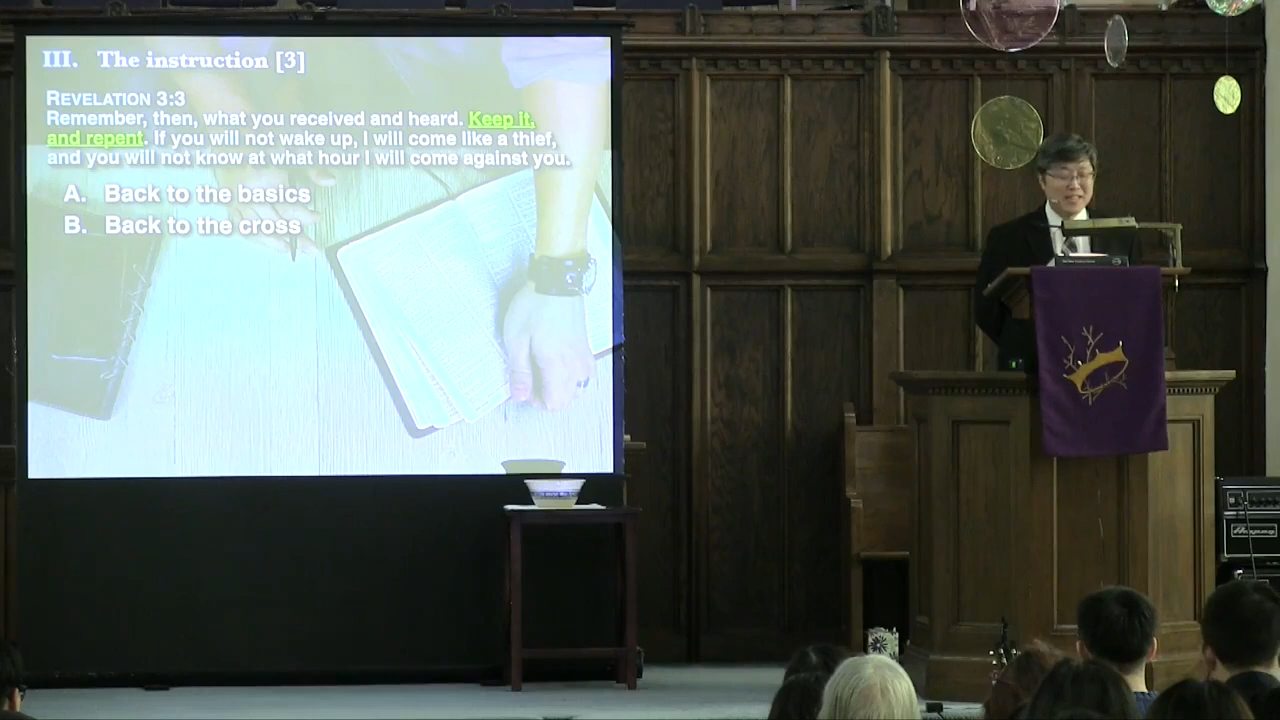 III. The instruction [3]
REVELATION 3:3
Remember, then, what you received and heard. Keep it,
and repent. If you will not wake up, I will come like a thief,
and you will not know at what hour I will come against you.
A. Back to the basics
B. Back to the cross
Ampeg